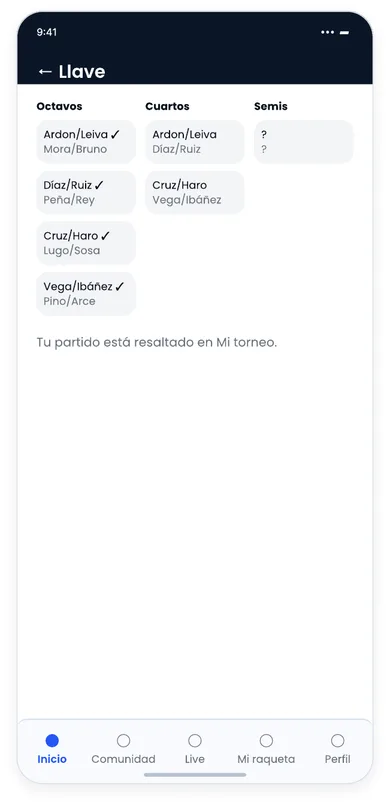 9:41
← Llave
Octavos
Cuartos
Semis
Ardon/Leiva ✓
Mora/Bruno
Ardon/Leiva
Díaz/Ruiz
?
?
Díaz/Ruiz ✓
Peña/Rey
Cruz/Haro
Vega/Ibáñez
Cruz/Haro ✓
Lugo/Sosa
Vega/Ibáñez ✓
Pino/Arce
Tu partido está resaltado en Mi torneo.
Inicio
Comunidad
Live
Mi raqueta
Perfil